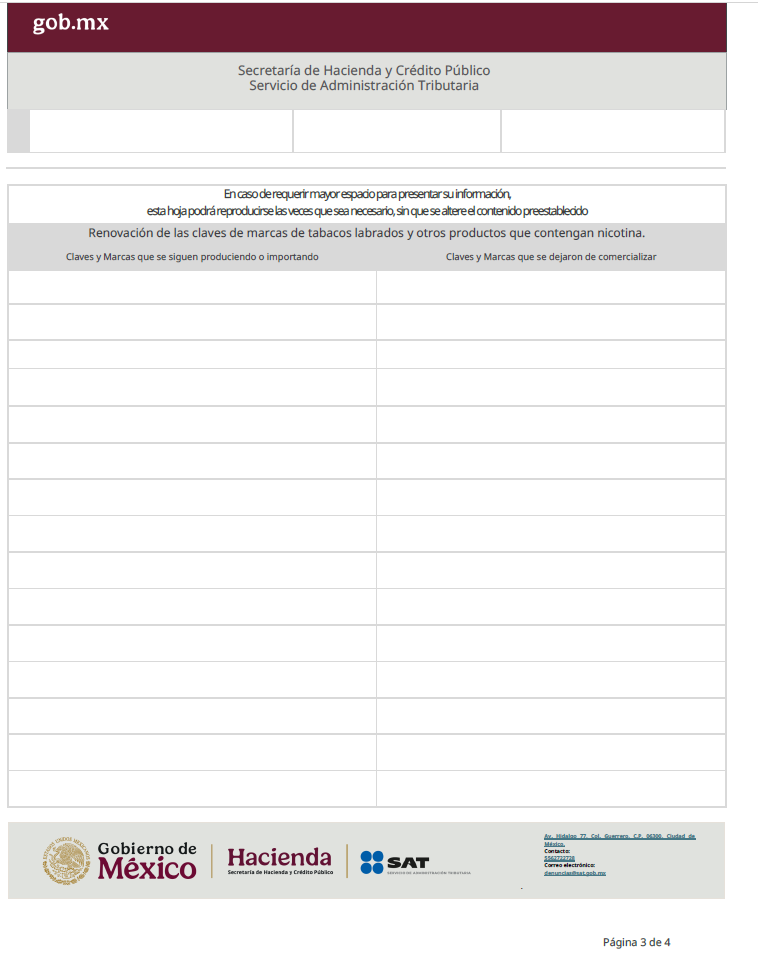 gob.mx
Secretaría de Hacienda y Crédito Público
Servicio de Administración Tributaria
En caso de requerir mayor espacio para presentar su información,
esta hoja podrá reproducirse las veces que sea necesario, sin que se altere el contenido preestablecido
Renovación de las claves de marcas de tabacos labrados y otros productos que contengan nicotina.
Claves y Marcas que se siguen produciendo o importando
Claves y Marcas que se dejaron de comercializar
Gobierno de
México
Hacienda
Secretaría de Hacienda y Crédito Público
SAT
SERVICIO DE ADMINISTRACIÓN TRIBUTARIA
Av. Hidalgo 77, Col. Guerrero, C.P. 06300, Ciudad de
México.
Contacto:
Correo electrónico:
denuncias@sat.gob.mx
Página 3 de 4